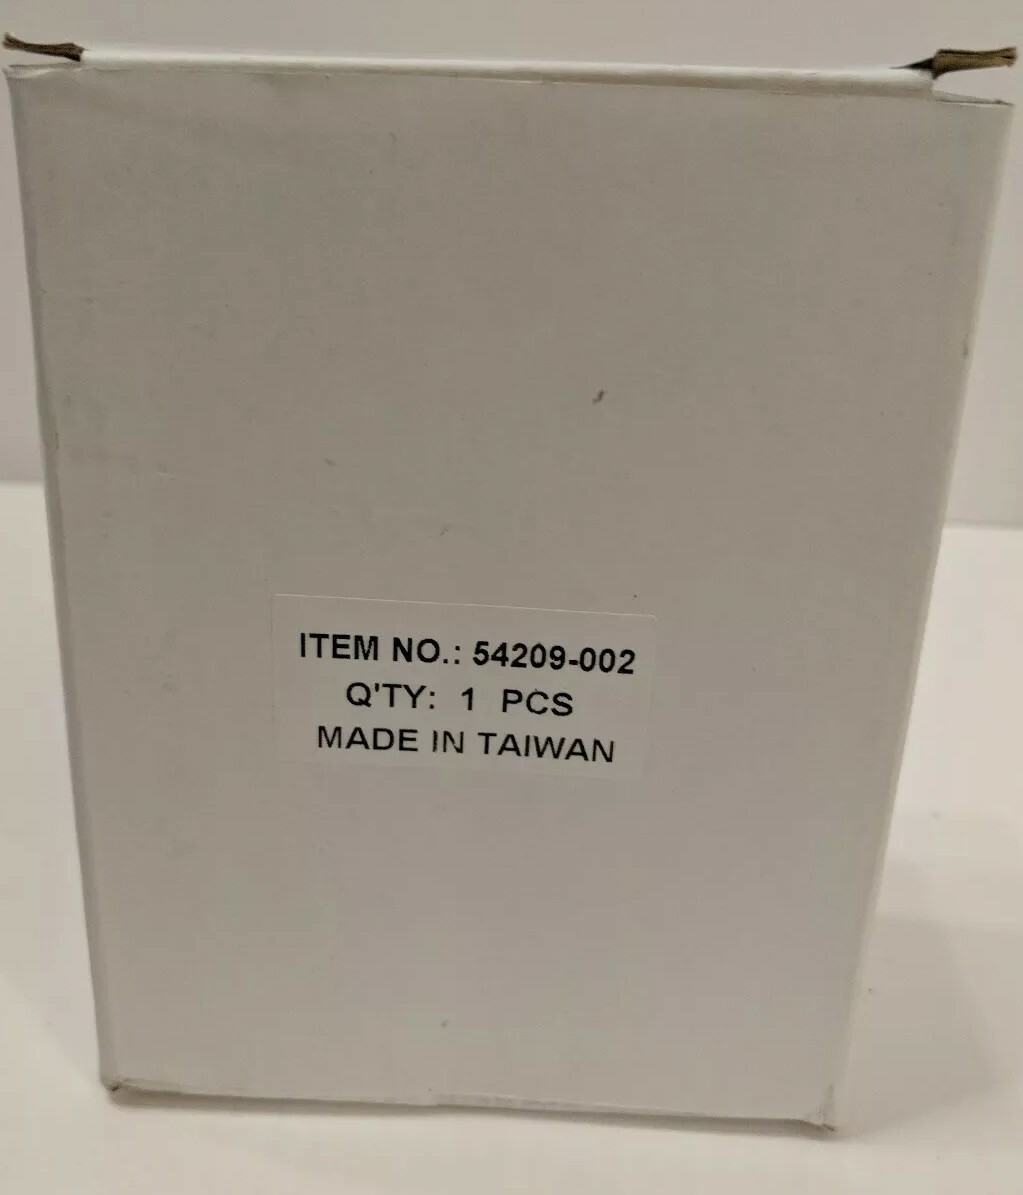 ITEM NO.: 54209-002
Q'TY: 1 PCS
MADE IN TAIWAN